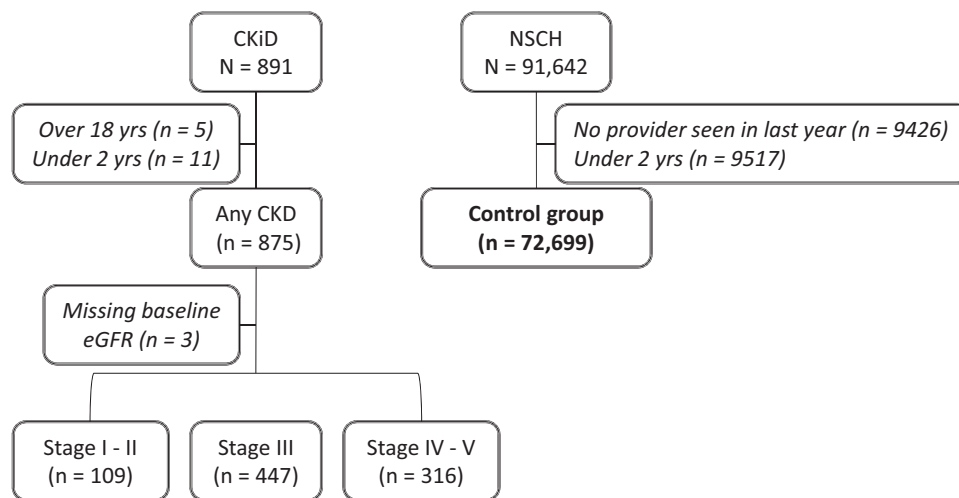 CKiD
N = 891
NSCH
N = 91,642
Over 18 yrs (n = 5)
Under 2 yrs (n = 11)
No provider seen in last year (n = 9426)
Under 2 yrs (n = 9517)
Any CKD
(n = 875)
Control group
(n = 72,699)
Missing baseline
eGFR (n = 3)
Stage I - II
(n = 109)
Stage III
(n = 447)
Stage IV - V
(n = 316)